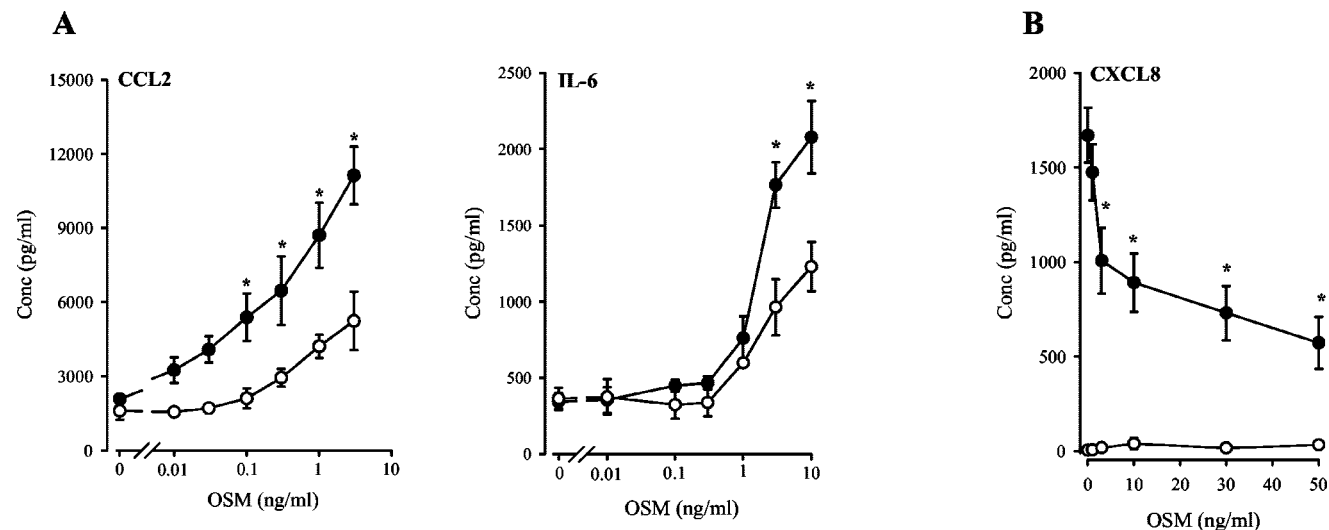 A
B
CCL2
IL-6
CXCL8
15000
12000
9000
6000
3000
0
Conc (pg/ml)
0 0.01 0.1 1 10
OSM (ng/ml)
* * * *
2500
2000
1500
1000
500
0
Conc (pg/ml)
0 0.01 0.1 1 10
OSM (ng/ml)
* *
2000
1500
1000
500
0
Conc (pg/ml)
0 10 20 30 40 50
OSM (ng/ml)
* * * *